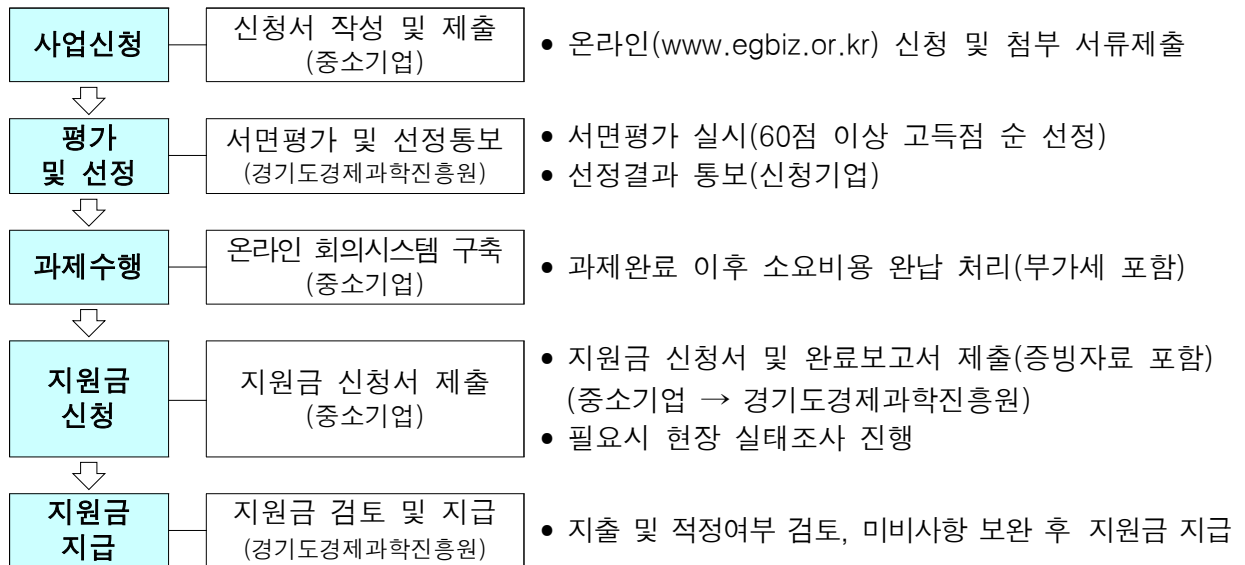 사업신청
신청서 작성 및 제출
(중소기업)
• 온라인(www.egbiz.or.kr) 신청 및 첨부 서류제출
평가
및 선정
서면평가 및 선정통보
(경기도경제과학진흥원)
• 서면평가 실시(60점 이상 고득점 순 선정)
• 선정결과 통보(신청기업)
과제수행
온라인 회의시스템 구축
(중소기업)
• 과제완료 이후 소요비용 완납 처리(부가세 포함)
지원금
신청
지원금 신청서 제출
(중소기업)
• 지원금 신청서 및 완료보고서 제출(증빙자료 포함)
(중소기업 → 경기도경제과학진흥원)
• 필요시 현장 실태조사 진행
지원금
지급
지원금 검토 및 지급
(경기도경제과학진흥원)
• 지출 및 적정여부 검토, 미비사항 보완 후 지원금 지급